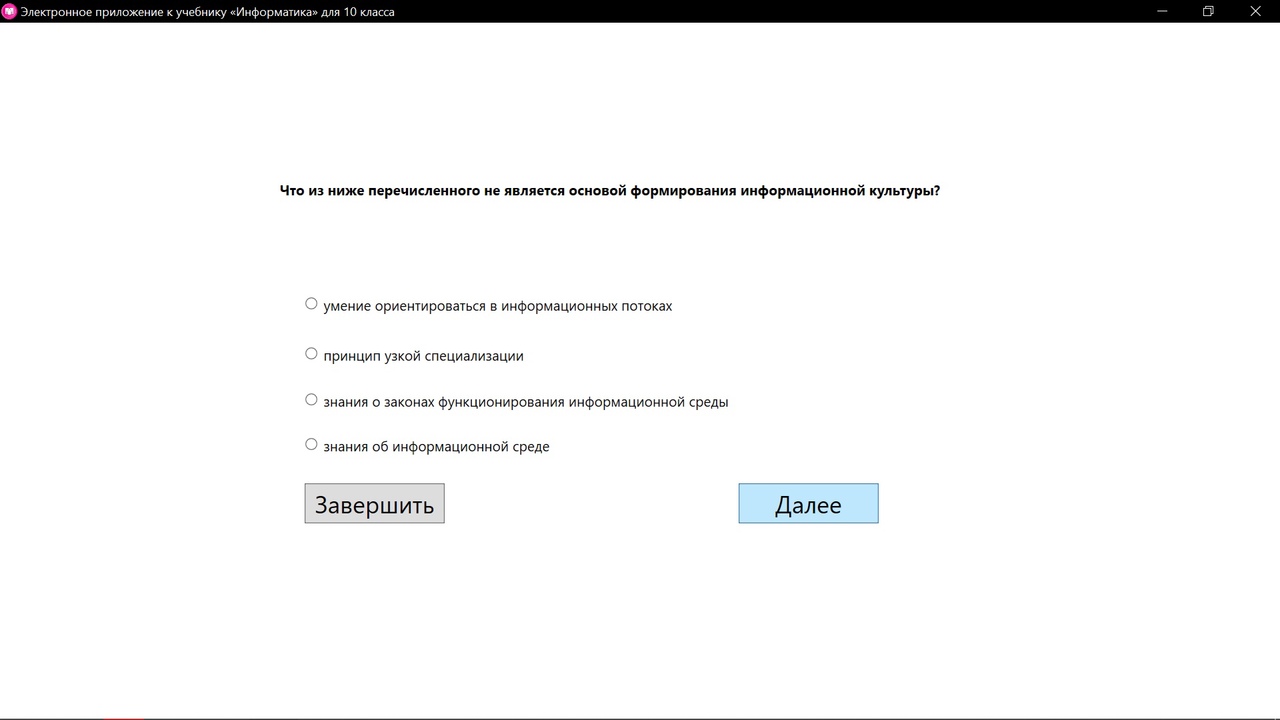 Электронное приложение к учебнику «Информатика» для 10 класса
Что из ниже перечисленного не является основой формирования информационной культуры?
умение ориентироваться в информационных потоках
принцип узкой специализации
знания о законах функционирования информационной среды
знания об информационной среде
Завершить
Далее